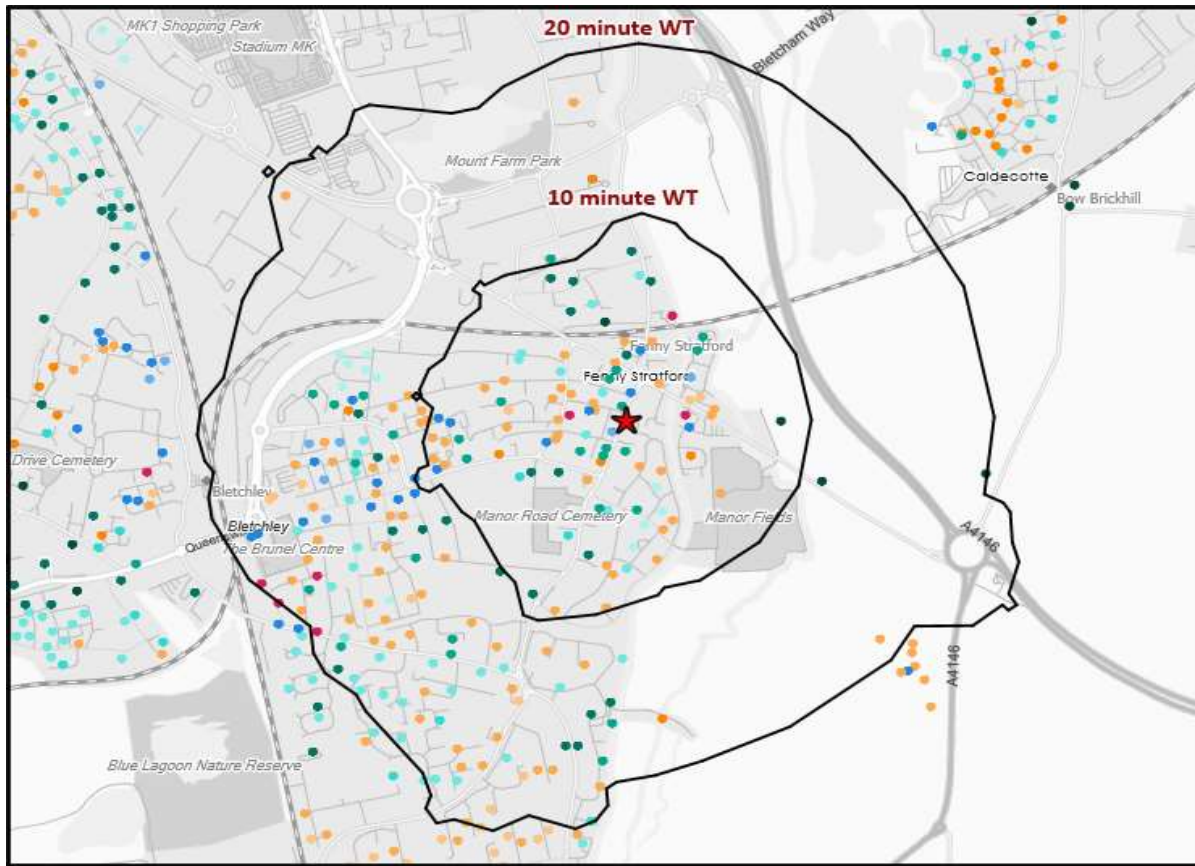 20 minute WT
MK1 Shopping Park
Stadium MK
Bletcham Way
Mount Farm Park
Caldecotte
Bow Brickhill
10 minute WT
Fenny Stratford
Fenny Stratford
Drive Cemetery
Bletchley
Manor Road Cemetery
Manor Fields
Bletchley
The Brunel Centre
A4146
A4146
Blue Lagoon Nature Reserve